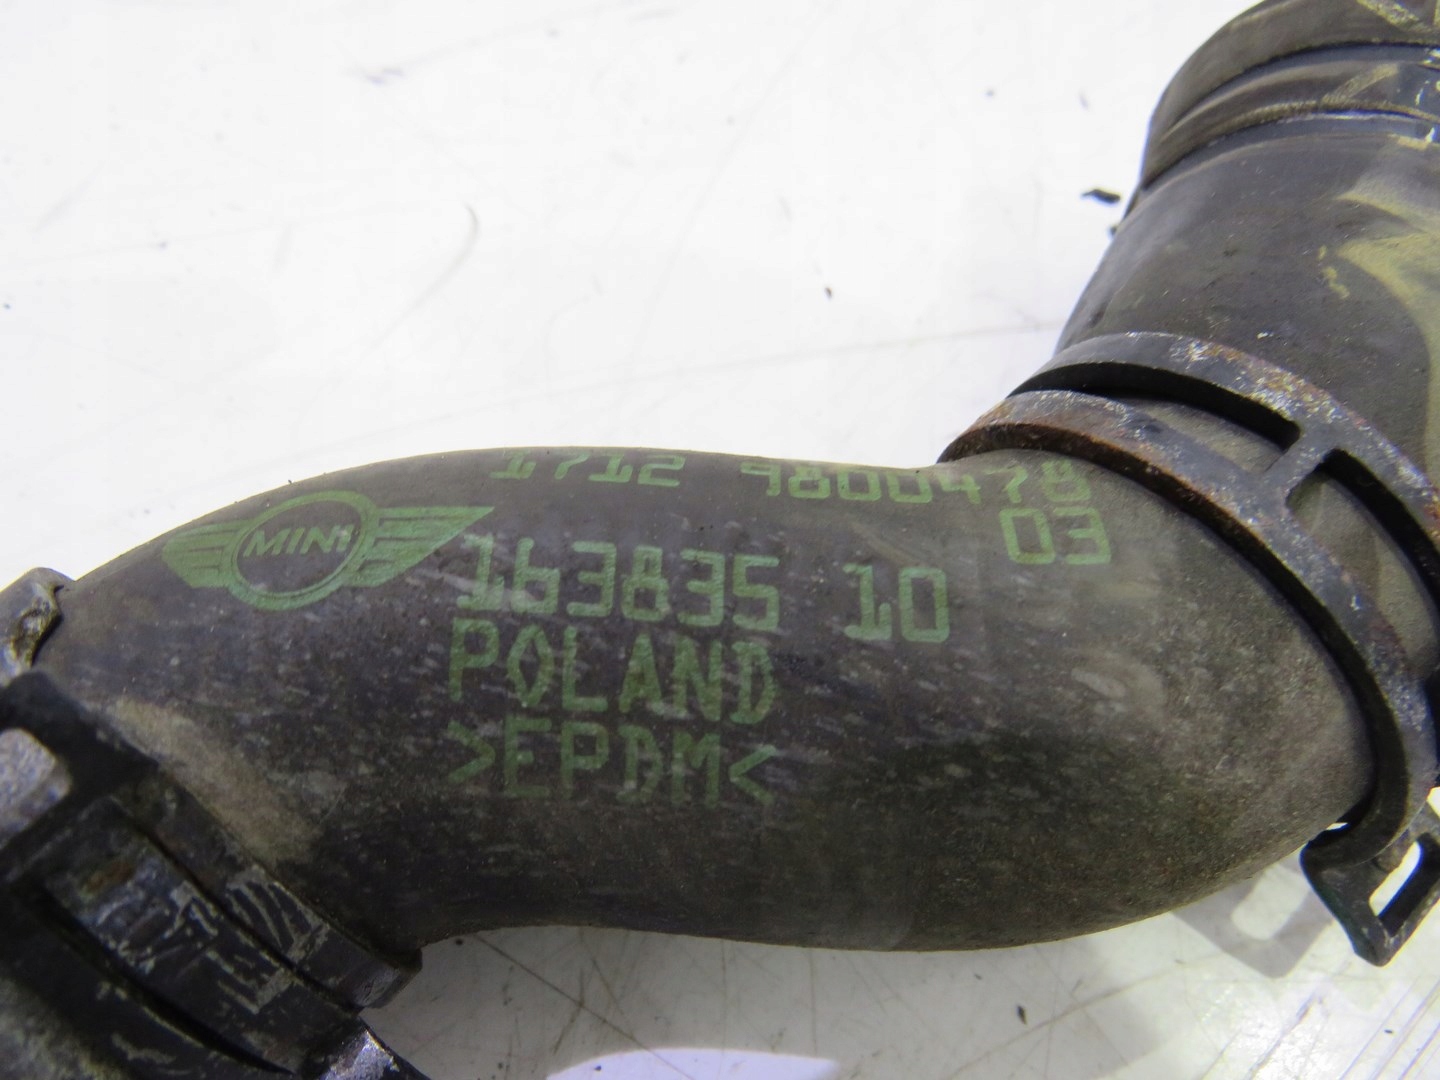 1712 9800478
03
MINI
163835 10
POLAND
>EPDM<